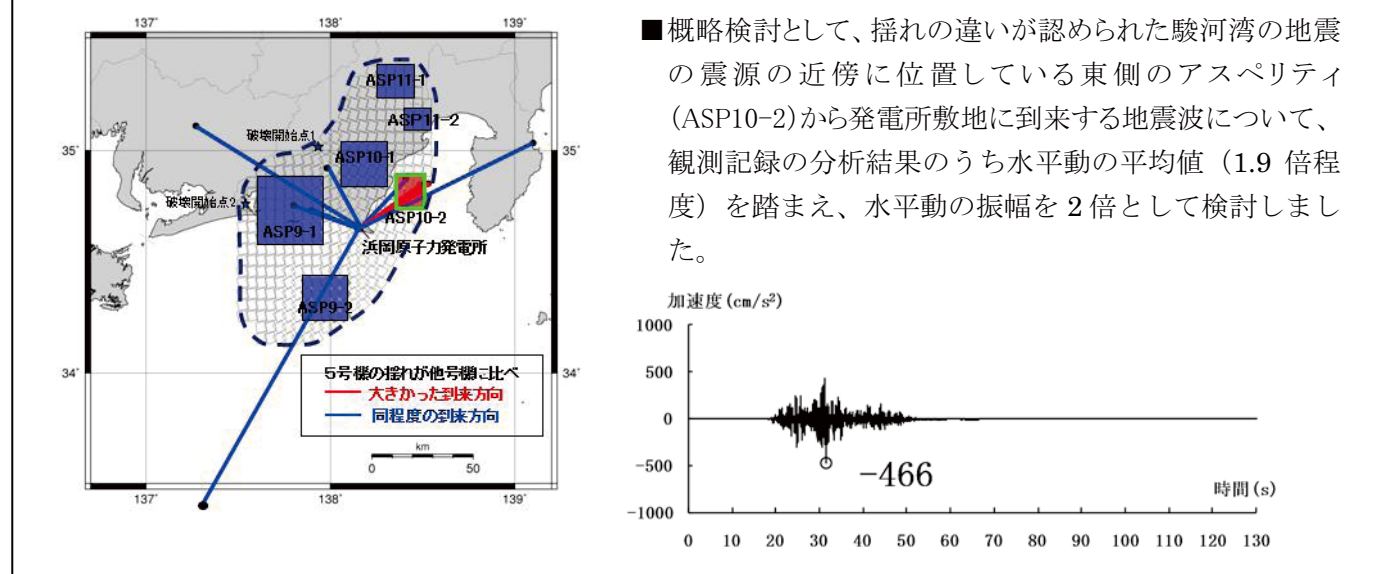 137°
138°
139°
ASP11-1
ASP11-2
破壊開始点1
35°
35°
ASP10-1
破壊開始点2
ASP10-2
ASP9-1
浜岡原子力発電所
ASP9-2
5号機の揺れが他号機に比べ
34°
34°
大きかった到来方向
同程度の到来方向
km
0
50
137°
138°
139°
■概略検討として、揺れの違いが認められた駿河湾の地震
の震源の近傍に位置している東側のアスペリティ
(ASP10-2)から発電所敷地に到来する地震波について、
観測記録の分析結果のうち水平動の平均値（1.9 倍程
度）を踏まえ、水平動の振幅を 2 倍として検討しまし
た。
加速度(cm/s²)
1000
500
0
-500
-466
時間(s)
-1000
0 10 20 30 40 50 60 70 80 90 100 110 120 130